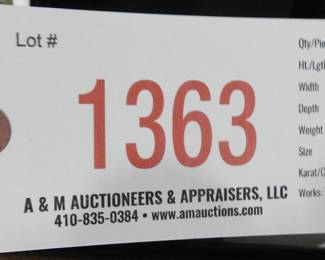 Lot #
1363
A & M AUCTIONEERS & APPRAISERS, LLC
410-835-0384 • www.amauctions.com
Qty/Pie
Ht./Lgt
Width
Depth
Weight
Size
Karat/C
Works: